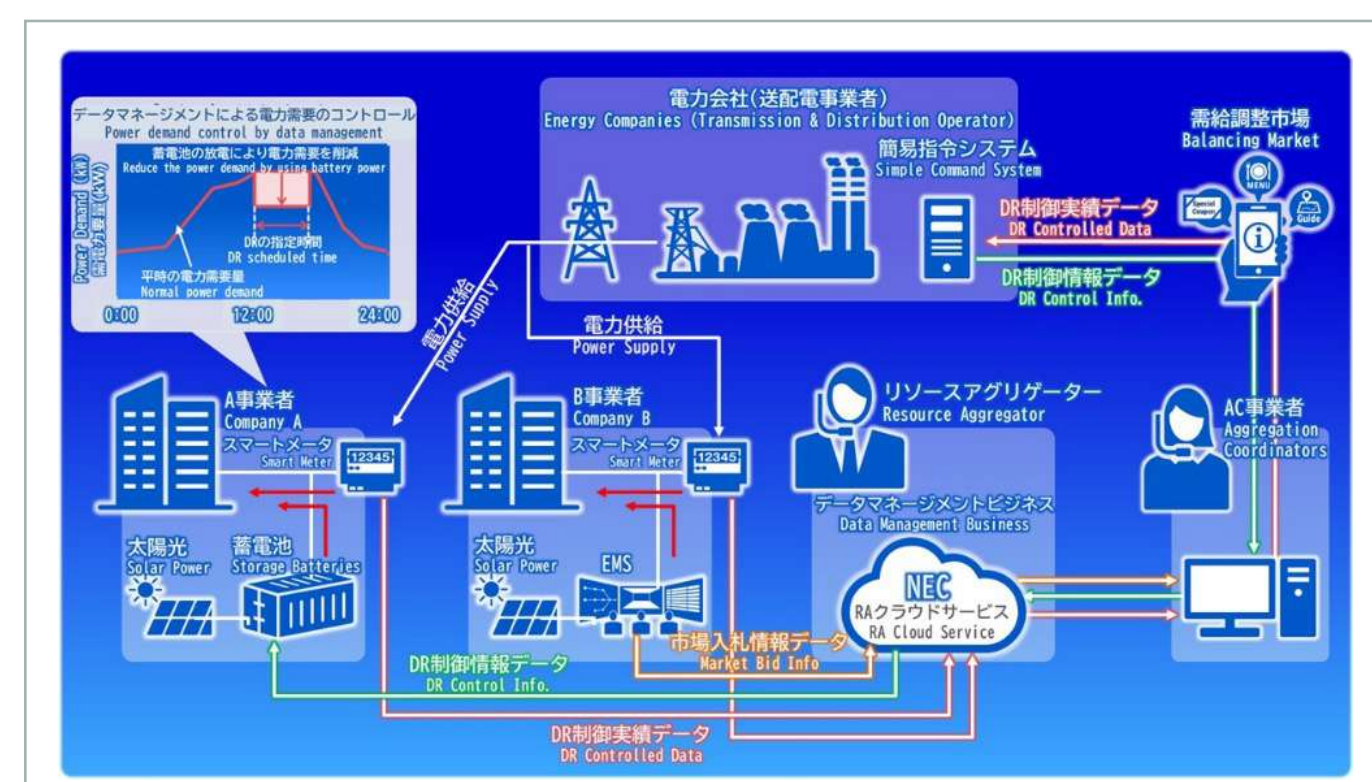 データマネージメントによる電力需要のコントロール
Power demand control by data management
蓄電池の放電により電力需要を削減
Reduce the power demand by using battery power
Power Demand (kW)
需電力要量(kW)
DRの指定時間
DR scheduled time
平時の電力需要量
Normal power demand
0:00 12:00 24:00
電力会社(送配電事業者)
Energy Companies (Transmission & Distribution Operator)
簡易指令システム
Simple Command System
需給調整市場
Balancing Market
MENU
Special Coupon
Guide
DR制御実績データ
DR Controlled Data
DR制御情報データ
DR Control Info.
電力供給
Power Supply
電力供給
Power Supply
A事業者
Company A
スマートメータ
Smart Meter
12345
太陽光
Solar Power
蓄電池
Storage Batteries
B事業者
Company B
スマートメータ
Smart Meter
12345
太陽光
Solar Power
EMS
リソースアグリゲーター
Resource Aggregator
データマネージメントビジネス
Data Management Business
NEC
RAクラウドサービス
RA Cloud Service
AC事業者
Aggregation
Coordinators
市場入札情報データ
Market Bid Info
DR制御情報データ
DR Control Info.
DR制御実績データ
DR Controlled Data